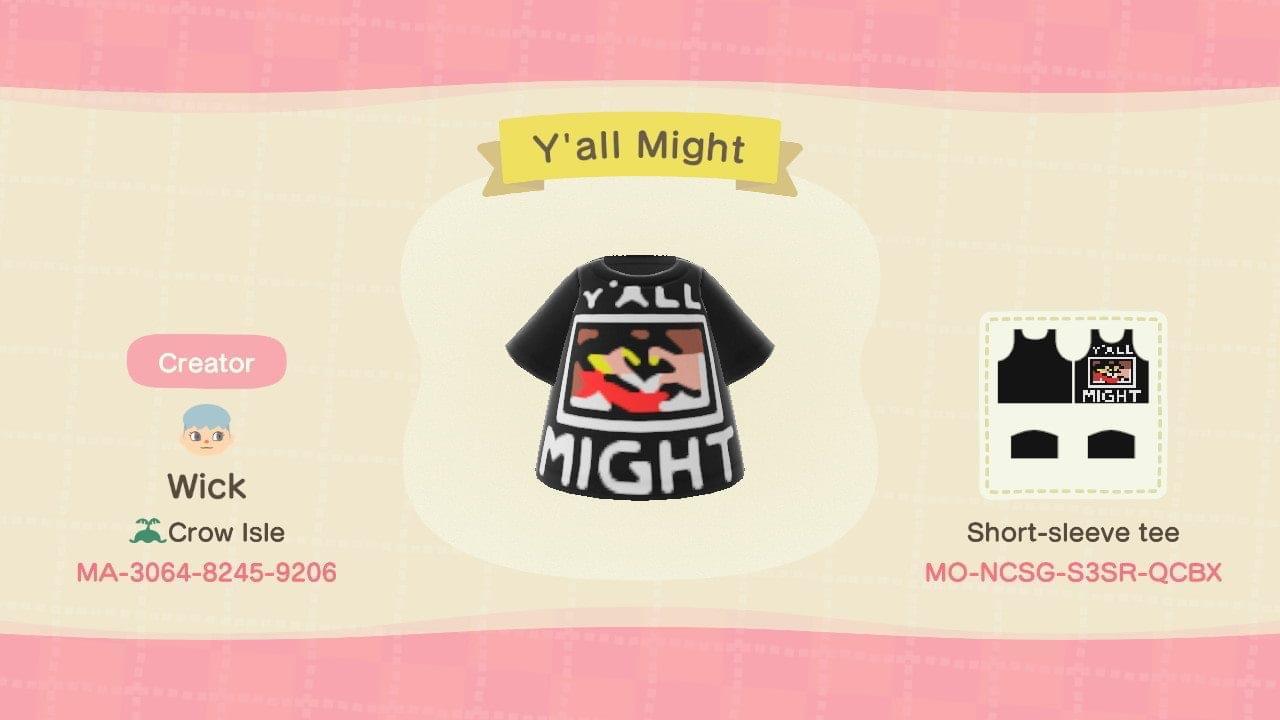 Y'all Might
Y'ALL
MIGHT
Creator
Wick
Crow Isle
MA-3064-8245-9206
Y'ALL
MIGHT
Short-sleeve tee
MO-NCSG-S3SR-QCBX